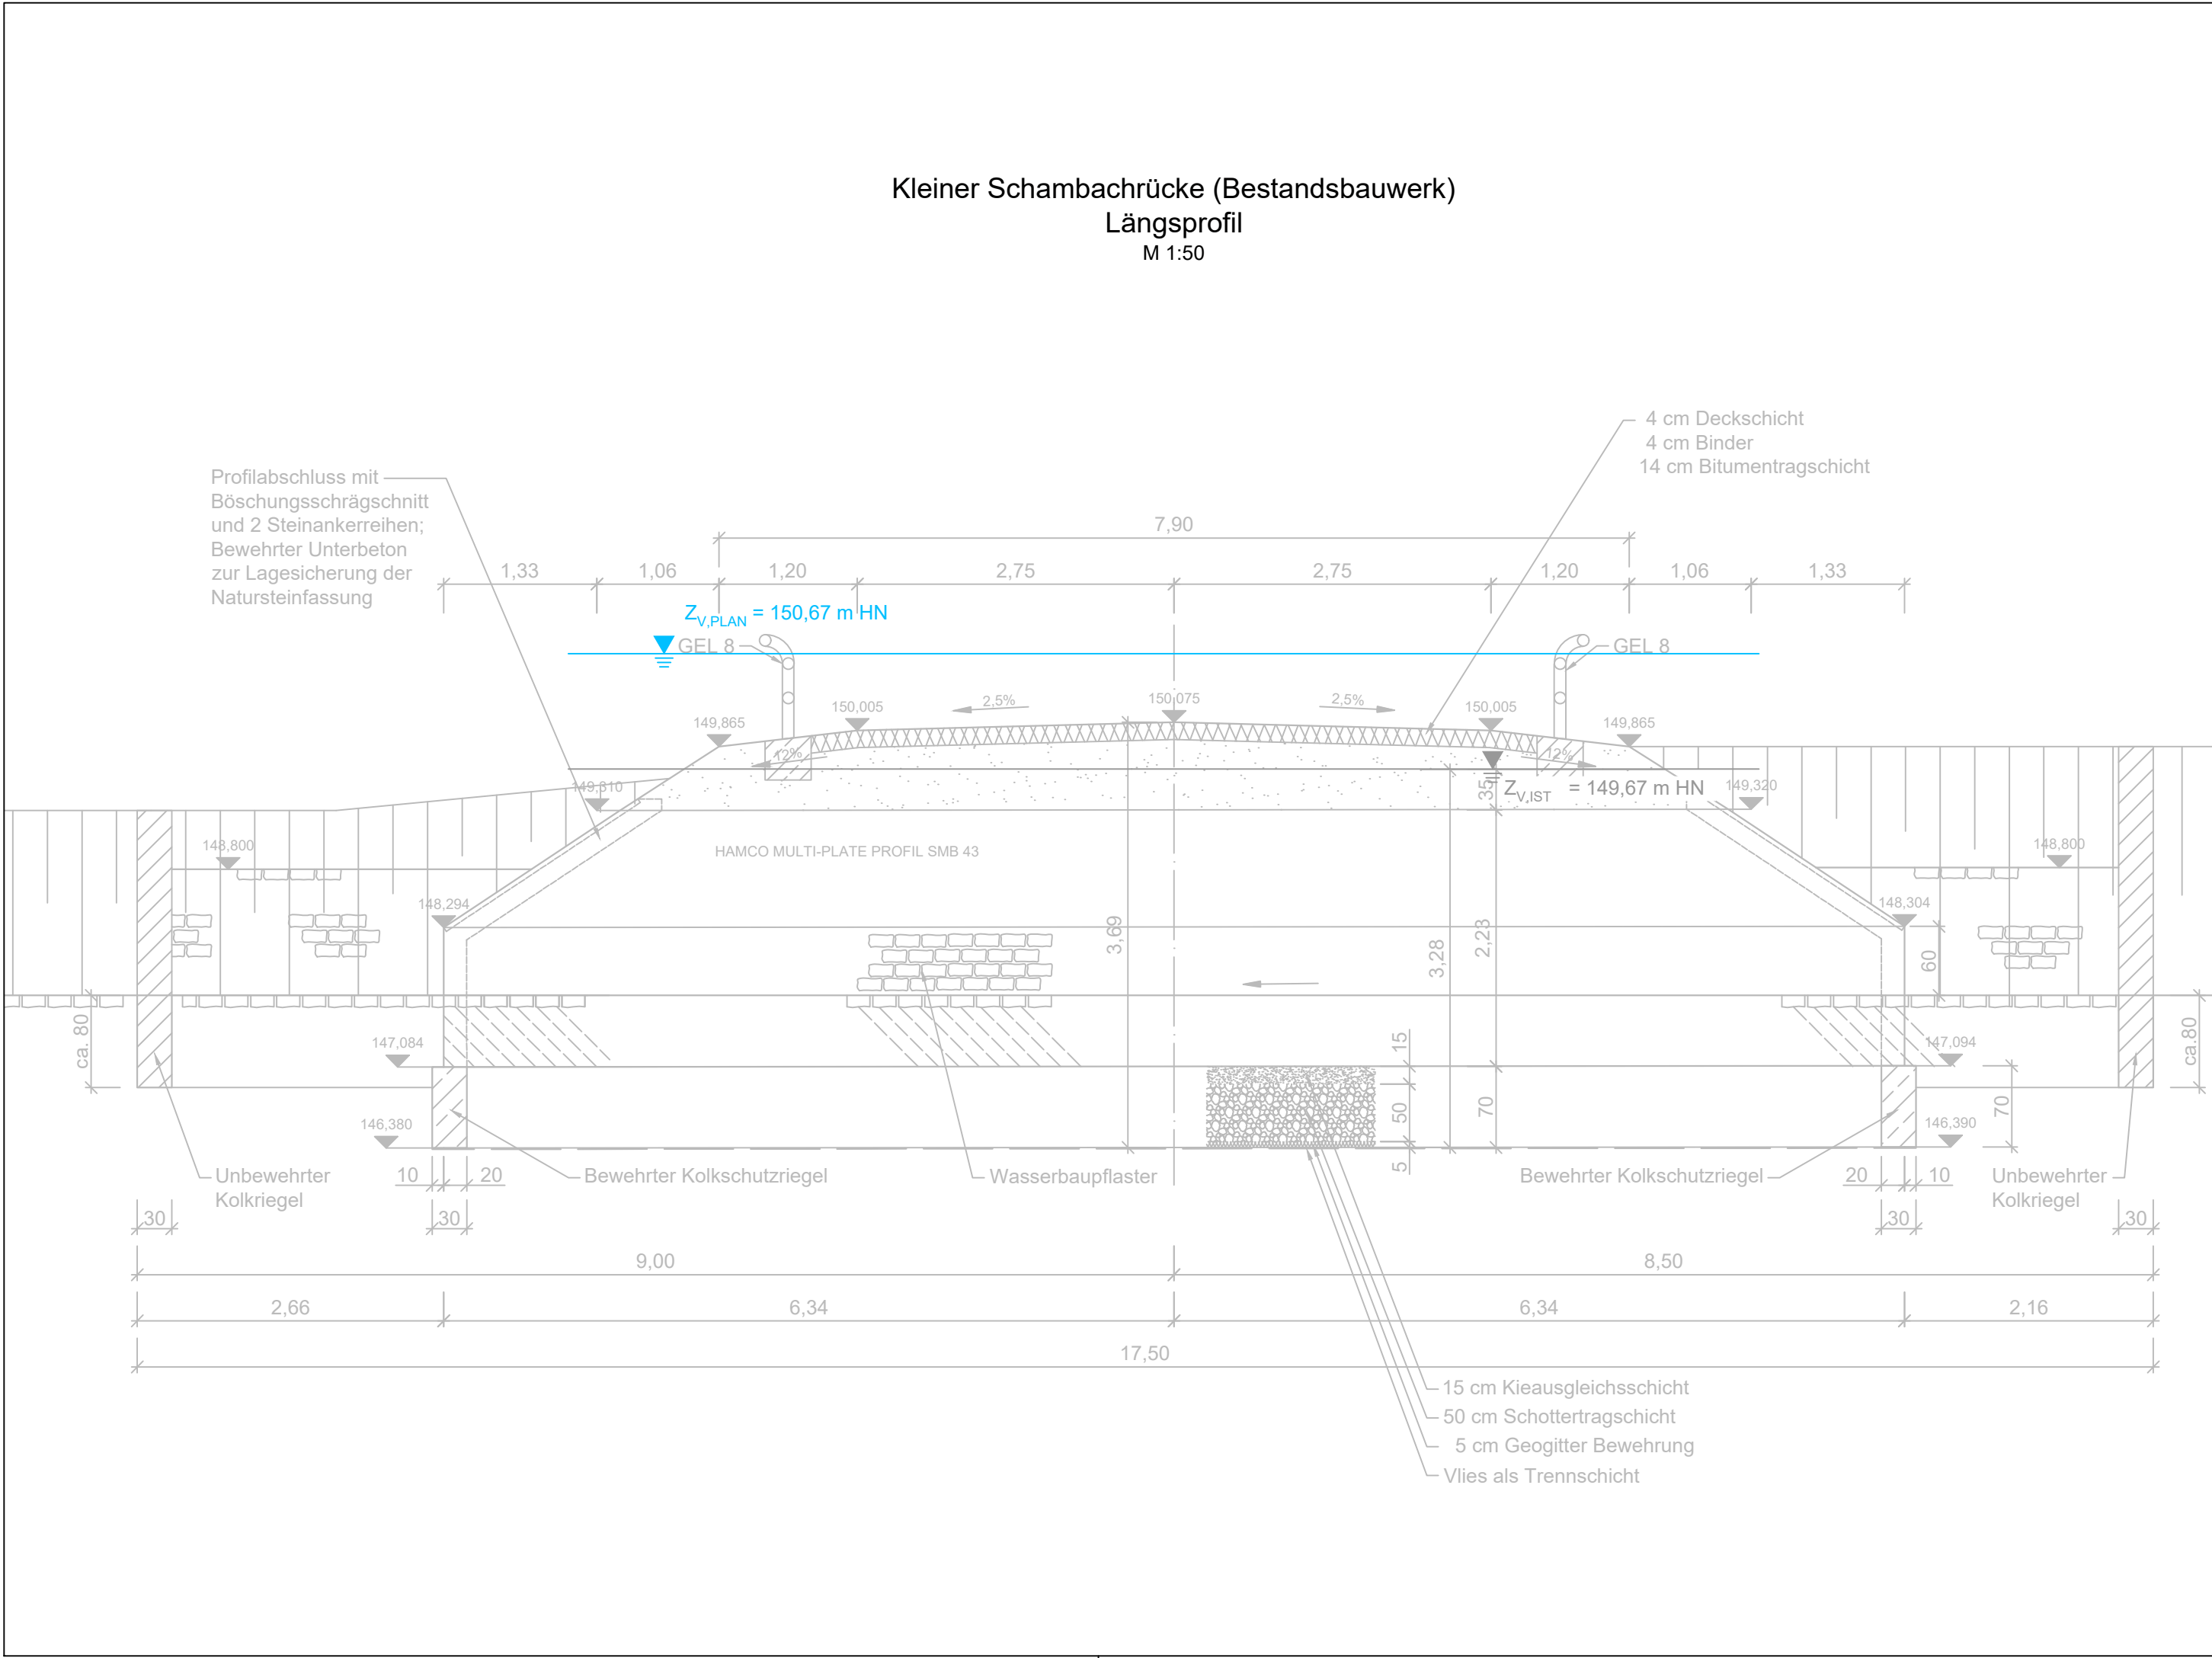 Kleiner Schambachrücke (Bestandsbauwerk)
Längsprofil
M 1:50
4 cm Deckschicht
4 cm Binder
14 cm Bitumentragschicht
Profilabschluss mit
Böschungsschrägschnitt
und 2 Steinankerreihen;
Bewehrter Unterbeton
zur Lagesicherung der
Natursteinfassung
7,90
1,33
1,06
1,20
2,75
2,75
1,20
1,06
1,33
ZV,PLAN = 150,67 m HN
GEL 8
GEL 8
149,865
150,005
2,5%
150,075
2,5%
150,005
149,865
12%
12%
149,310
35
ZV,IST = 149,67 m HN
149,320
148,800
HAMCO MULTI-PLATE PROFIL SMB 43
148,800
148,294
3,69
3,28
2,23
148,304
60
ca. 80
147,084
15
147,094
ca.80
146,380
50
70
70
146,390
5
Unbewehrter
Kolkriegel
10
20
Bewehrter Kolkschutzriegel
Wasserbaupflaster
Bewehrter Kolkschutzriegel
20
10
Unbewehrter
Kolkriegel
30
30
30
30
9,00
8,50
2,66
6,34
6,34
2,16
17,50
15 cm Kieausgleichsschicht
50 cm Schottertragschicht
5 cm Geogitter Bewehrung
Vlies als Trennschicht